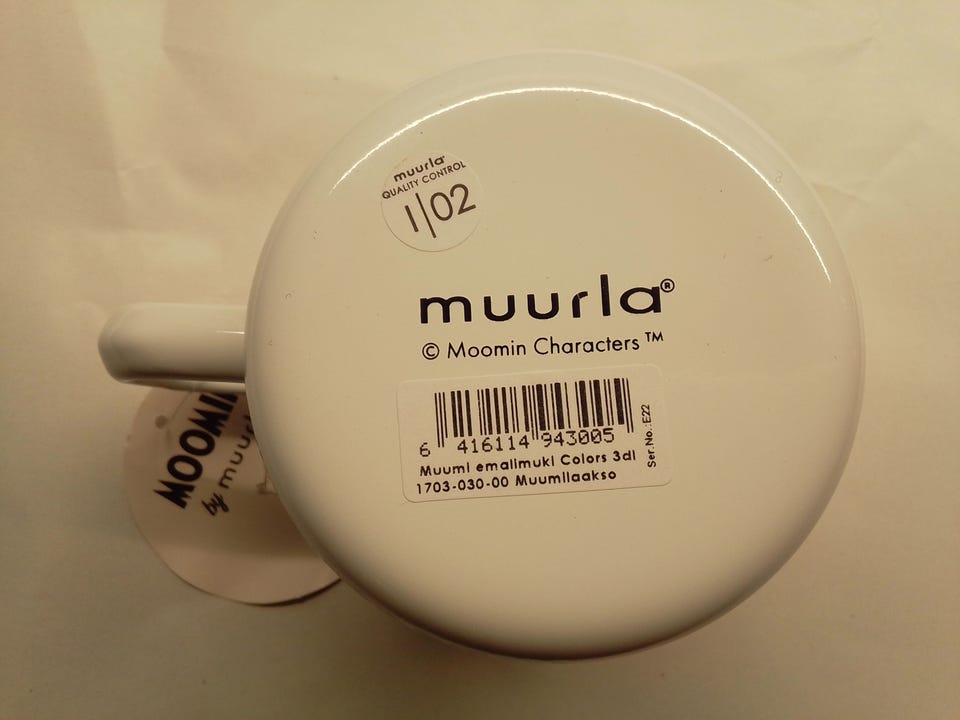 muurla
QUALITY CONTROL
1|02
muurla®
© Moomin Characters ™
6 416114 943005
Muumi emalimuki Colors 3dl
1703-030-00 Muumilaakso
Ser.No.: E22
MOOMIN
by muurl